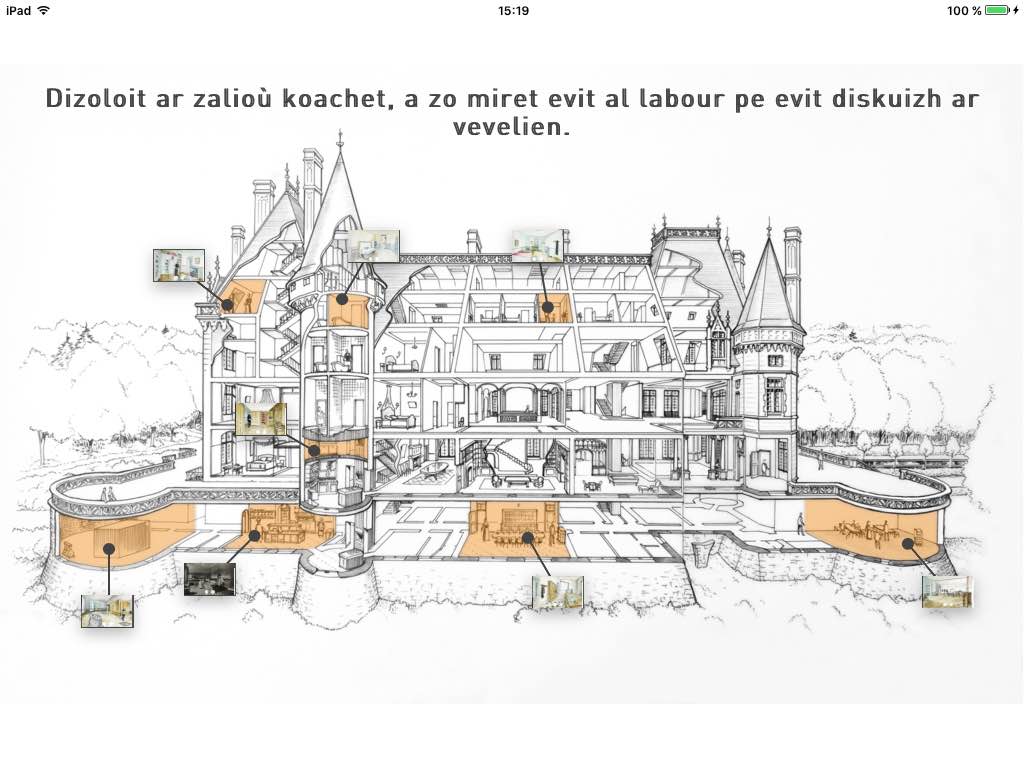 iPad 15:19 100 %
Dizoloit ar zalioù koachet, a zo miret evit al labour pe evit diskuizh ar
vevelien.